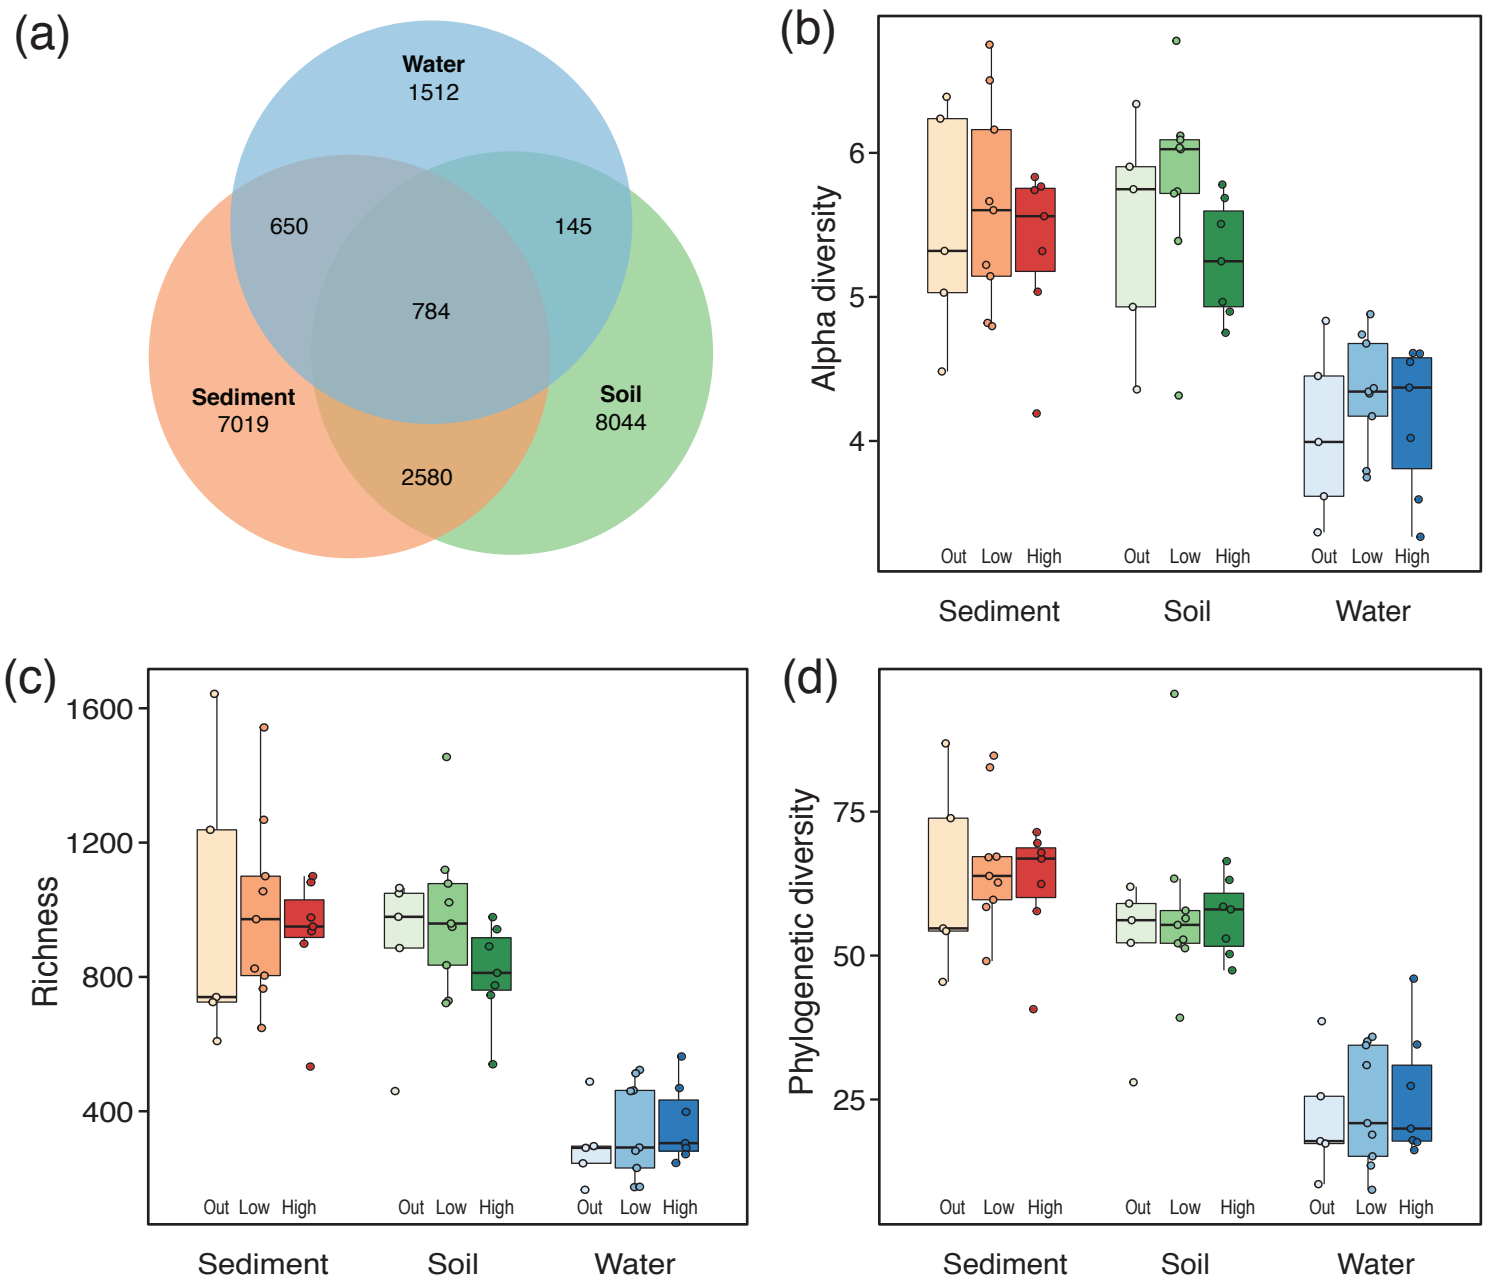 (a)
Water
1512
650
145
784
Sediment
7019
Soil
8044
2580
(b)
Alpha diversity
6
5
4
Out Low High
Out Low High
Out Low High
Sediment
Soil
Water
(c)
Richness
1600
1200
800
400
Out Low High
Out Low High
Out Low High
Sediment
Soil
Water
(d)
Phylogenetic diversity
75
50
25
Out Low High
Out Low High
Out Low High
Sediment
Soil
Water